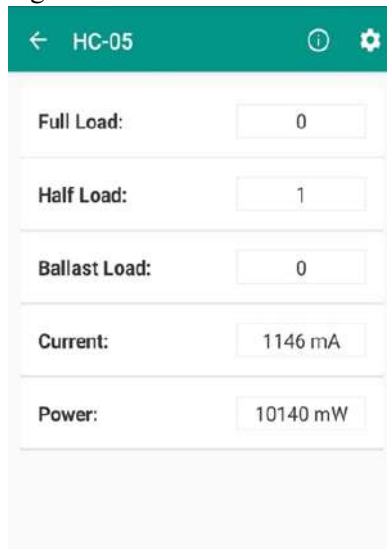 HC-05
Full Load: 0
Half Load: 1
Ballast Load: 0
Current: 1146 mA
Power: 10140 mW